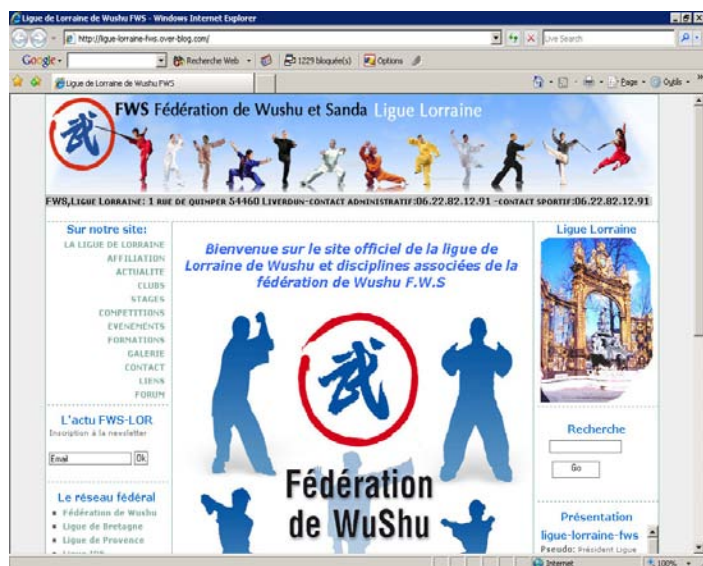 Ligue de Lorraine de Wushu FWS - Windows Internet Explorer
http://ligue-lorraine-fws.over-blog.com/
Live Search
Google
Recherche Web
1229 bloquée(s)
Options
Ligue de Lorraine de Wushu FWS
Page
Outils
武
FWS Fédération de Wushu et Sanda Ligue Lorraine
FWS,Ligue Lorraine: 1 rue de quimper 54460 Liverdun-contact administratif:06.22.82.12.91 -contact sportif:06.22.82.12.91
Sur notre site:
LA LIGUE DE LORRAINE
AFFILIATION
ACTUALITE
CLUBS
STAGES
COMPETITIONS
EVENEMENTS
FORMATIONS
GALERIE
CONTACT
LIENS
FORUM
L'actu FWS-LOR
Inscription à la newsletter
Email
Ok
Le réseau fédéral
Fédération de Wushu
Ligue de Bretagne
Ligue de Provence
Bienvenue sur le site officiel de la ligue de
Lorraine de Wushu et disciplines associées de la
fédération de Wushu F.W.S
武
Fédération
de WuShu
Ligue Lorraine
Recherche
Go
Présentation
ligue-lorraine-fws
Pseudo: Président Ligue
Internet
100%